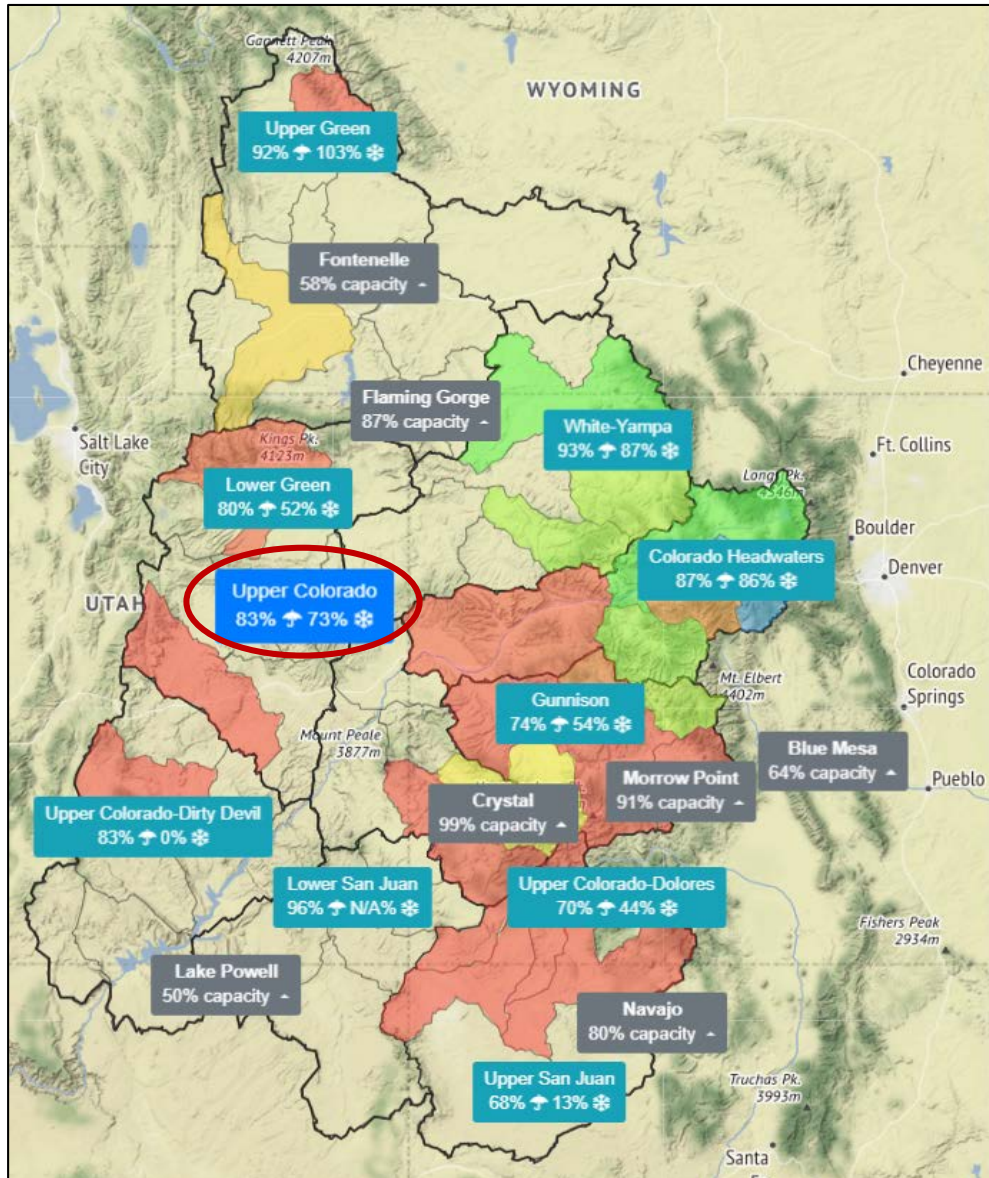 Gannett Peak
4207m
WYOMING
Upper Green
92% 103%
Fontenelle
58% capacity
Cheyenne
Flaming Gorge
87% capacity
Salt Lake
City
Kings Pk.
4123m
White-Yampa
93% 87%
Ft. Collins
Lower Green
80% 52%
Longs Pk.
4346m
Boulder
Colorado Headwaters
87% 86%
Denver
UTAH
Upper Colorado
83% 73%
Mt. Elbert
4402m
Colorado
Springs
Gunnison
74% 54%
Mount Peale
3877m
Blue Mesa
64% capacity
Morrow Point
91% capacity
Pueblo
Crystal
99% capacity
Upper Colorado-Dirty Devil
83% 0%
Lower San Juan
96% N/A%
Upper Colorado-Dolores
70% 44%
Fishers Peak
2934m
Lake Powell
50% capacity
Navajo
80% capacity
Upper San Juan
68% 13%
Truchas Pk.
3993m
Santa